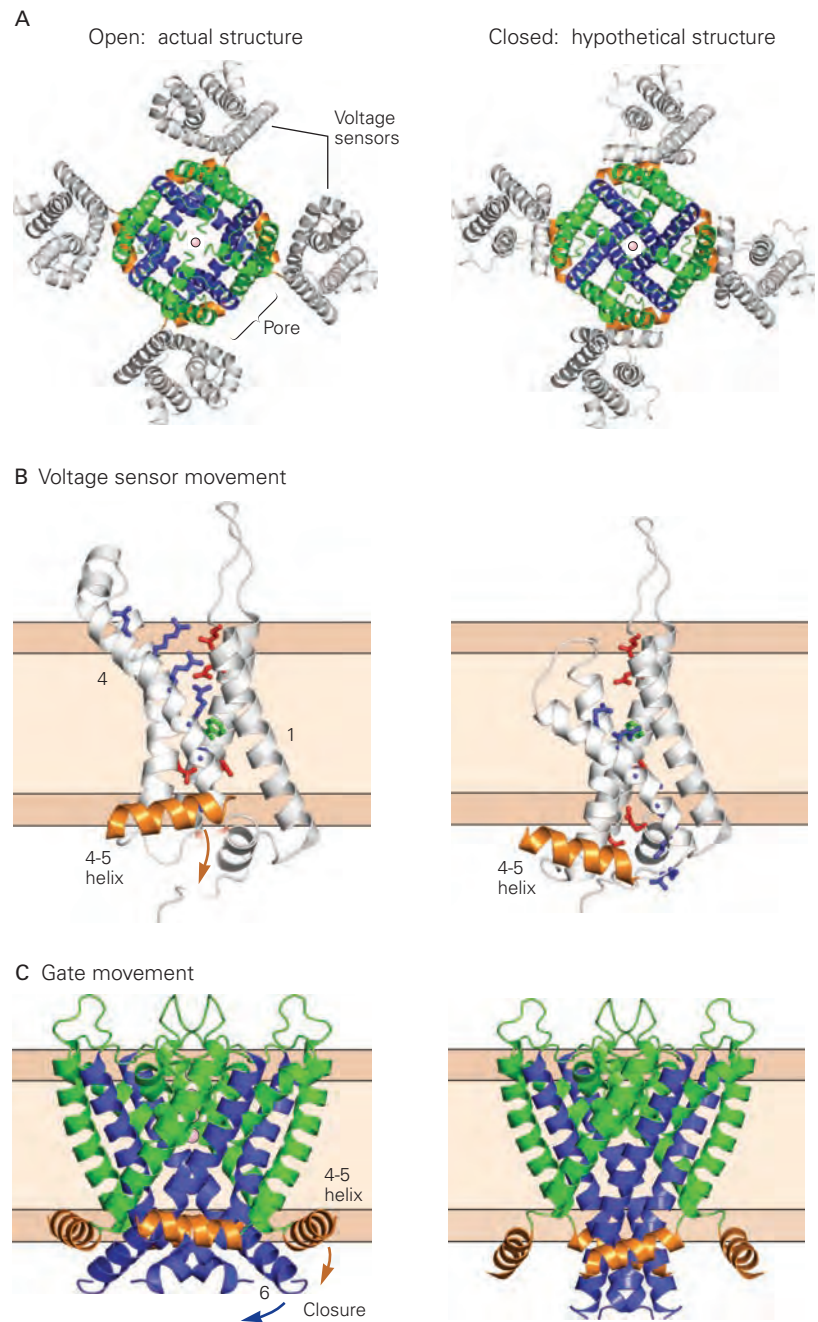 A
Open: actual structure
Closed: hypothetical structure
Voltage
sensors
Pore
B Voltage sensor movement
4
1
4-5
helix
4-5
helix
C Gate movement
4-5
helix
6
Closure